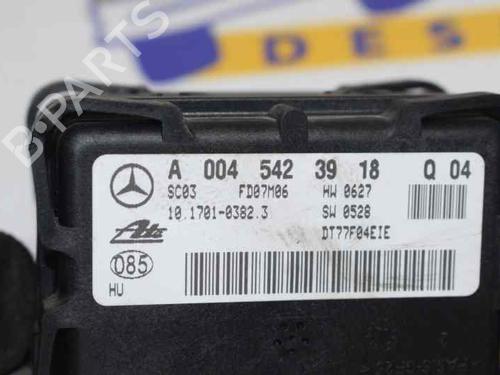 DES
B-PARTS
A 004 542 39 18 Q 04
SC03 FD07M06 HW 0627
10.1701-0382.3 SW 0528
Ate DT77F04EIE
085
HU